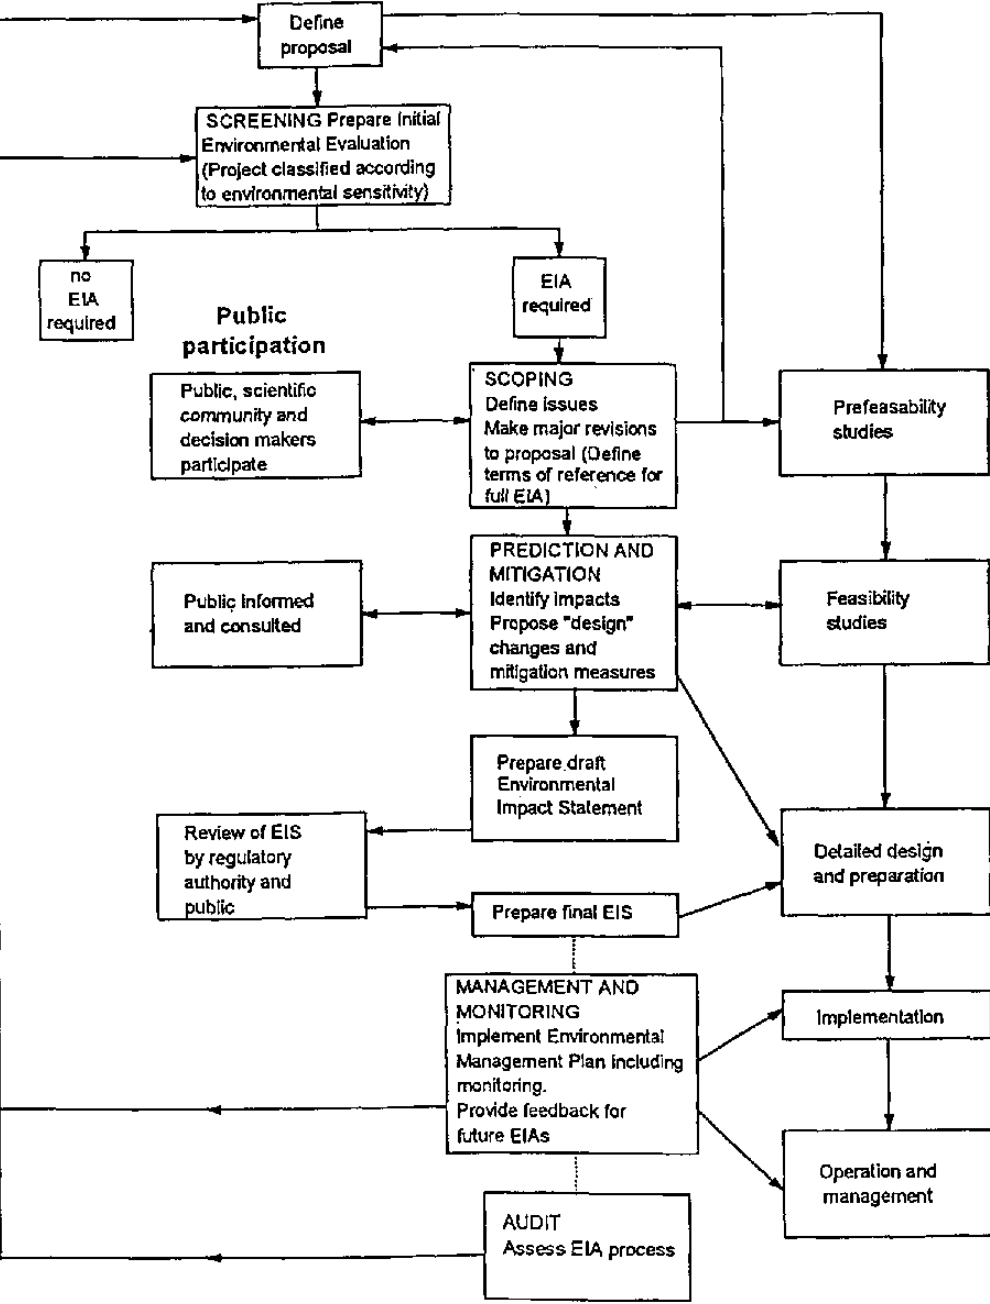 Define
proposal
SCREENING Prepare Initial
Environmental Evaluation
(Project classified according
to environmental sensitivity)
no
EIA
required
EIA
required
Public
participation
Public, scientific
community and
decision makers
participate
SCOPING
Define issues
Make major revisions
to proposal (Define
terms of reference for
full EIA)
Prefeasability
studies
Public informed
and consulted
PREDICTION AND
MITIGATION
Identify impacts
Propose "design"
changes and
mitigation measures
Feasibility
studies
Prepare draft
Environmental
Impact Statement
Review of EIS
by regulatory
authority and
public
Prepare final EIS
Detailed design
and preparation
MANAGEMENT AND
MONITORING
Implement Environmental
Management Plan including
monitoring.
Provide feedback for
future EIAs
Implementation
Operation and
management
AUDIT
Assess EIA process